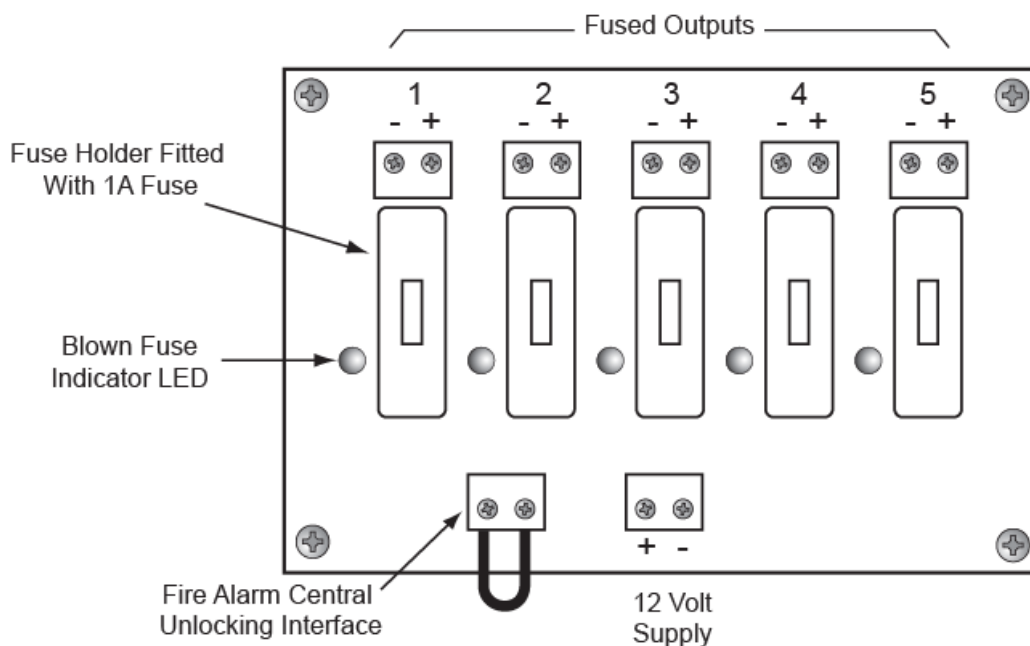 Fused Outputs
1 2 3 4 5
- + - + - + - + - +
Fuse Holder Fitted
With 1A Fuse
Blown Fuse
Indicator LED
+ -
Fire Alarm Central
Unlocking Interface
12 Volt
Supply